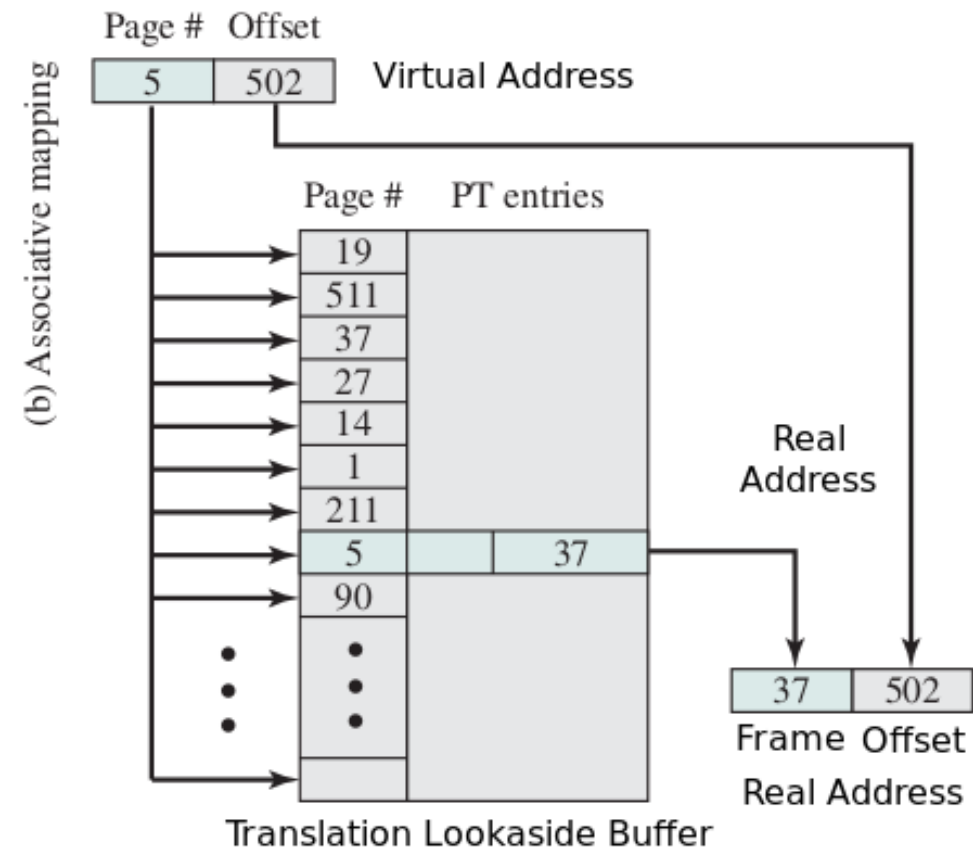 Page # Offset
5 502
Virtual Address
(b) Associative mapping
Page # PT entries
19
511
37
27
14
1
211
5 37
90
Real
Address
37 502
Frame Offset
Real Address
Translation Lookaside Buffer